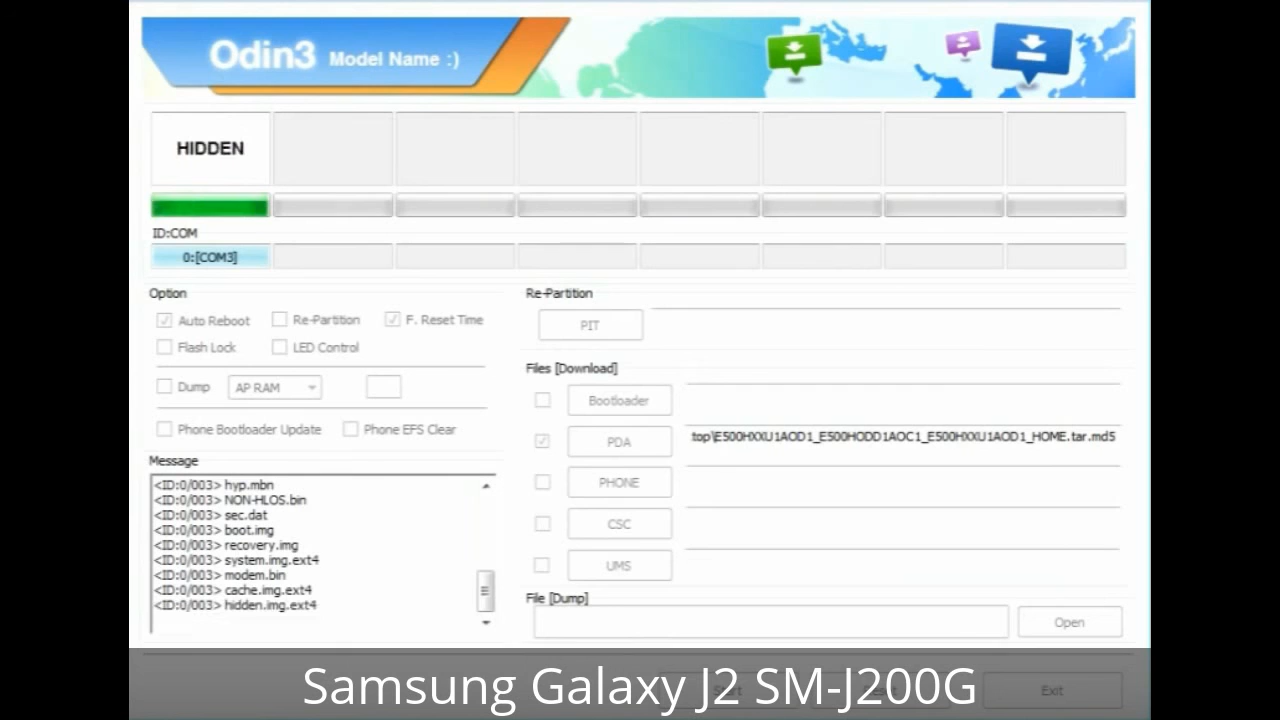 Odin3 Model Name :)
HIDDEN
ID:COM
0:[COM3]
Option
Auto Reboot Re-Partition F. Reset Time
Flash Lock LED Control
Dump AP RAM
Phone Bootloader Update Phone EFS Clear
Message
<ID:0/003> hyp.mbn
<ID:0/003> NON-HLOS.bin
<ID:0/003> sec.dat
<ID:0/003> boot.img
<ID:0/003> recovery.img
<ID:0/003> system.img.ext4
<ID:0/003> modem.bin
<ID:0/003> cache.img.ext4
<ID:0/003> hidden.img.ext4
Re-Partition
PIT
Files [Download]
Bootloader
PDA top\E500HXXU1AOD1_E500HODD1AOC1_E500HXXU1AOD1_HOME.tar.md5
PHONE
CSC
UMS
File [Dump]
Open
Start Exit
Samsung Galaxy J2 SM-J200G